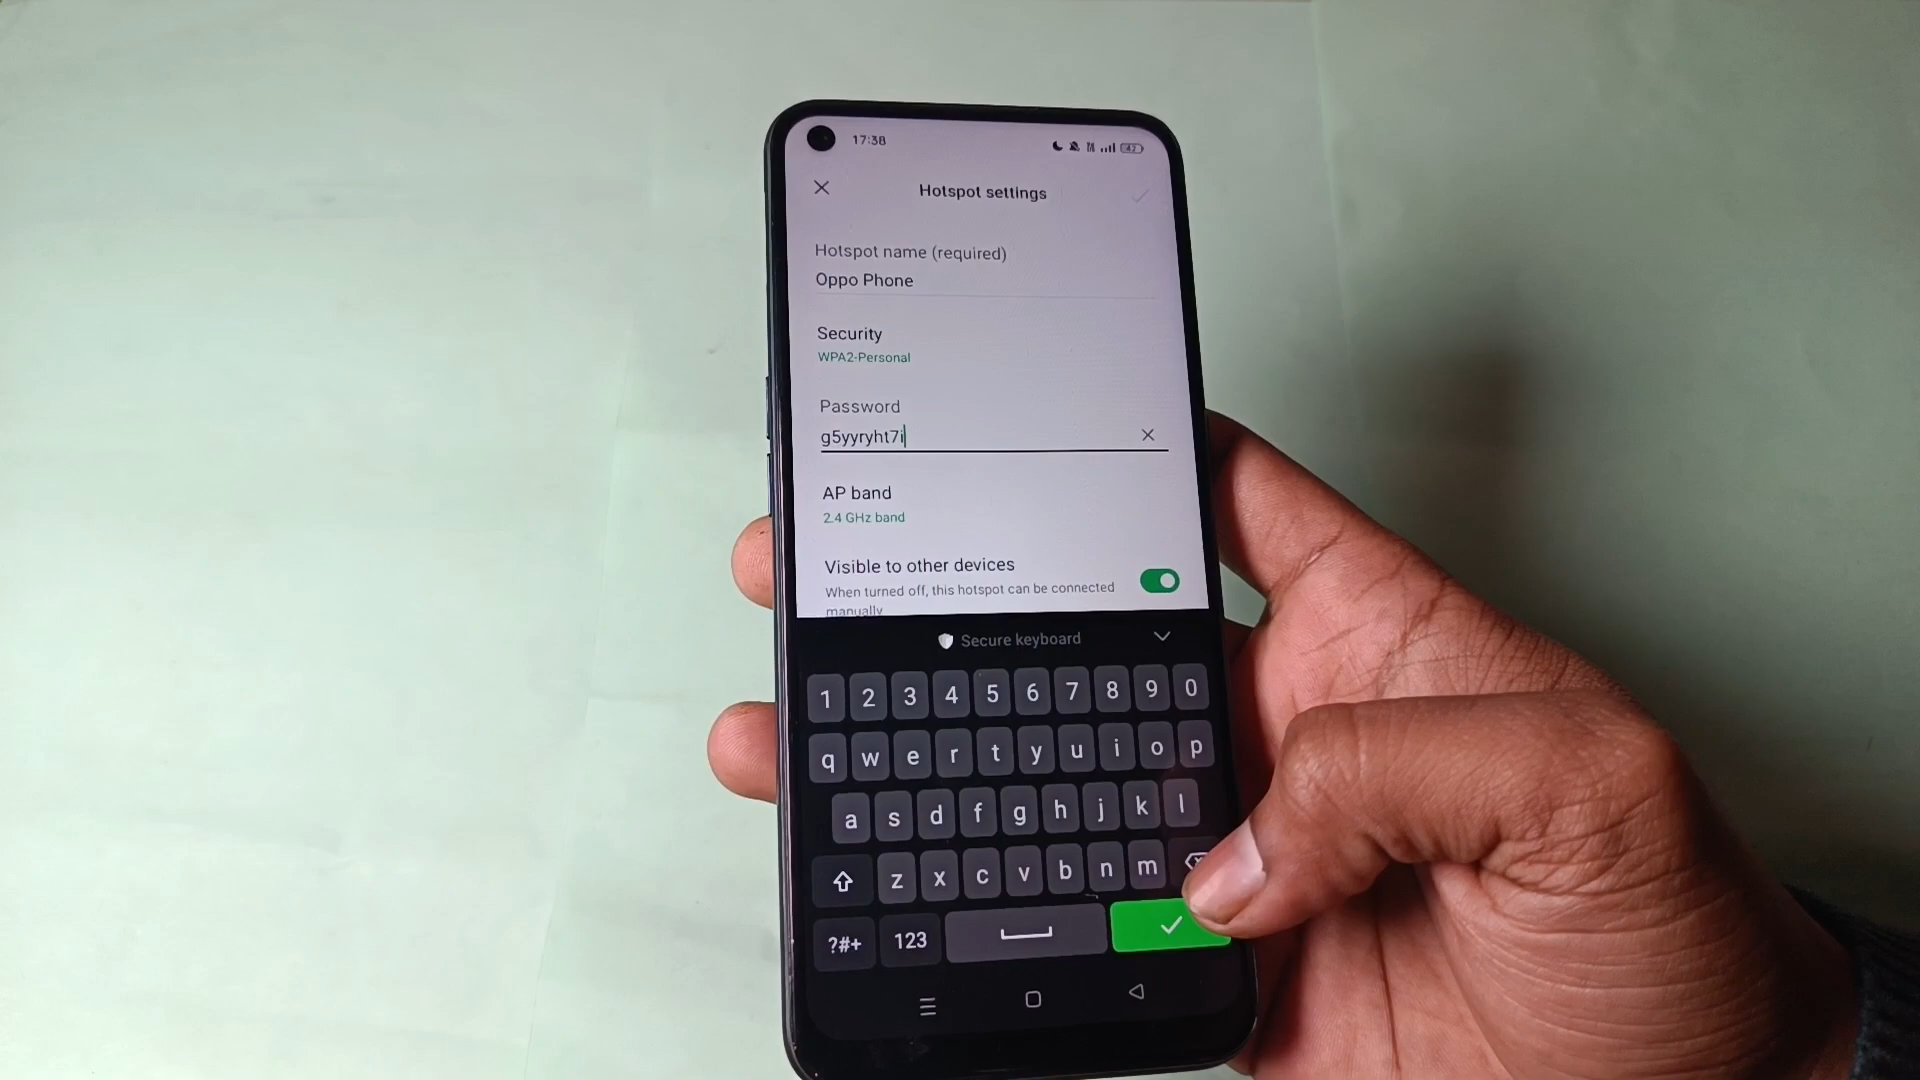 17:38
Hotspot settings
Hotspot name (required)
Oppo Phone
Security
WPA2-Personal
Password
g5yyryht7i
AP band
2.4 GHz band
Visible to other devices
When turned off, this hotspot can be connected
manually
Secure keyboard
1 2 3 4 5 6 7 8 9 0
q w e r t y u i o p
a s d f g h j k l
z x c v b n m
?#+ 123